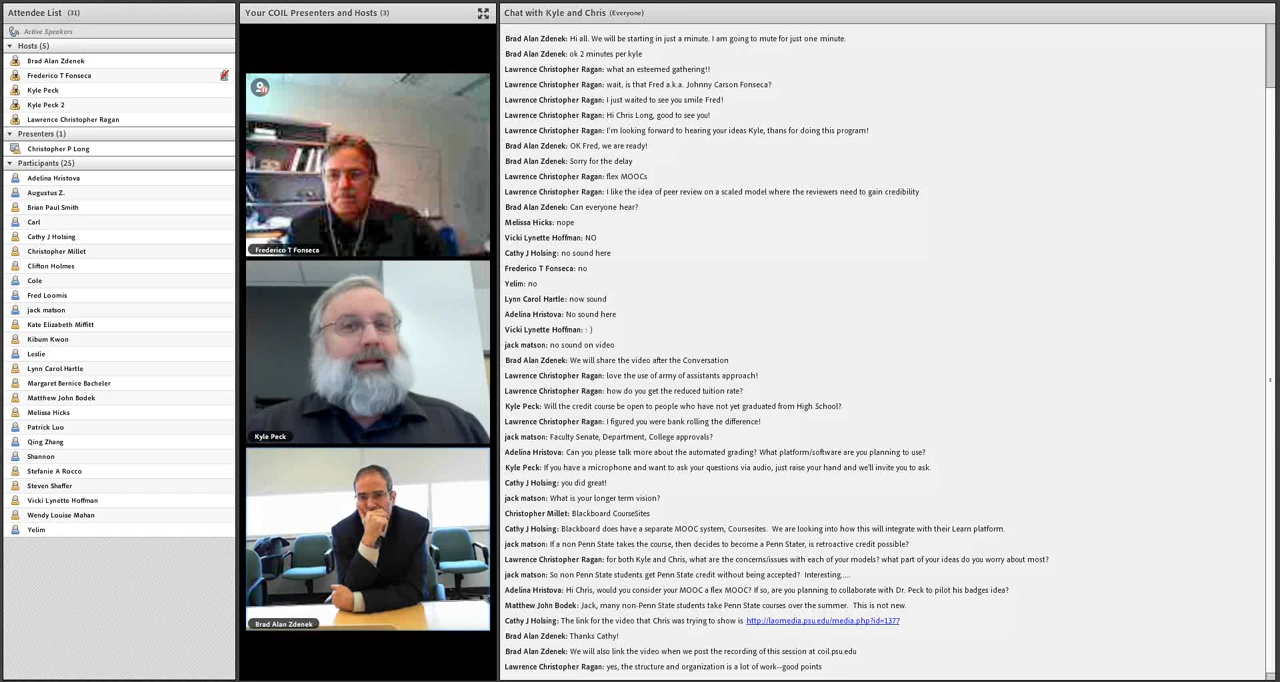 Attendee List (31)
Active Speakers
Hosts (5)
Brad Alan Zdenek
Frederico T Fonseca
Kyle Peck
Kyle Peck 2
Lawrence Christopher Ragan
Presenters (1)
Christopher P Long
Participants (25)
Adelina Hristova
Augustus Z.
Brian Paul Smith
Carl
Cathy J Holsing
Christopher Millet
Clifton Holmes
Cole
Fred Loomis
jack matson
Kate Elizabeth Miffitt
Kibum Kwon
Leslie
Lynn Carol Hartle
Margaret Bernice Bacheler
Matthew John Bodek
Melissa Hicks
Patrick Luo
Qing Zhang
Shannon
Stefanie A Rocco
Steven Shaffer
Vicki Lynette Hoffman
Wendy Louise Mahan
Yelim
Your COIL Presenters and Hosts (3)
Frederico T Fonseca
Kyle Peck
Brad Alan Zdenek
Chat with Kyle and Chris (Everyone)
Brad Alan Zdenek: Hi all. We will be starting in just a minute. I am going to mute for just one minute.
Brad Alan Zdenek: ok 2 minutes per kyle
Lawrence Christopher Ragan: what an esteemed gathering!!
Lawrence Christopher Ragan: wait, is that Fred a.k.a. Johnny Carson Fonseca?
Lawrence Christopher Ragan: I just waited to see you smile Fred!
Lawrence Christopher Ragan: Hi Chris Long, good to see you!
Lawrence Christopher Ragan: I'm looking forward to hearing your ideas Kyle, thans for doing this program!
Brad Alan Zdenek: OK Fred, we are ready!
Brad Alan Zdenek: Sorry for the delay
Lawrence Christopher Ragan: flex MOOCs
Lawrence Christopher Ragan: I like the idea of peer review on a scaled model where the reviewers need to gain credibility
Brad Alan Zdenek: Can everyone hear?
Melissa Hicks: nope
Vicki Lynette Hoffman: NO
Cathy J Holsing: no sound here
Frederico T Fonseca: no
Yelim: no
Lynn Carol Hartle: now sound
Adelina Hristova: No sound here
Vicki Lynette Hoffman: : )
jack matson: no sound on video
Brad Alan Zdenek: We will share the video after the Conversation
Lawrence Christopher Ragan: love the use of army of assistants approach!
Lawrence Christopher Ragan: how do you get the reduced tuition rate?
Kyle Peck: Will the credit course be open to people who have not yet graduated from High School?
Lawrence Christopher Ragan: I figured you were bank rolling the difference!
jack matson: Faculty Senate, Department, College approvals?
Adelina Hristova: Can you please talk more about the automated grading? What platform/software are you planning to use?
Kyle Peck: If you have a microphone and want to ask your questions via audio, just raise your hand and we'll invite you to ask.
Cathy J Holsing: you did great!
jack matson: What is your longer term vision?
Christopher Millet: Blackboard CourseSites
Cathy J Holsing: Blackboard does have a separate MOOC system, Coursesites. We are looking into how this will integrate with their Learn platform.
jack matson: If a non Penn State takes the course, then decides to become a Penn Stater, is retroactive credit possible?
Lawrence Christopher Ragan: for both Kyle and Chris, what are the concerns/issues with each of your models? what part of your ideas do you worry about most?
jack matson: So non Penn State students get Penn State credit without being accepted? Interesting.....
Adelina Hristova: Hi Chris, would you consider your MOOC a flex MOOC? If so, are you planning to collaborate with Dr. Peck to pilot his badges idea?
Matthew John Bodek: Jack, many non-Penn State students take Penn State courses over the summer. This is not new.
Cathy J Holsing: The link for the video that Chris was trying to show is http://laomedia.psu.edu/media.php?id=1377
Brad Alan Zdenek: Thanks Cathy!
Brad Alan Zdenek: We will also link the video when we post the recording of this session at coil.psu.edu
Lawrence Christopher Ragan: yes, the structure and organization is a lot of work--good points